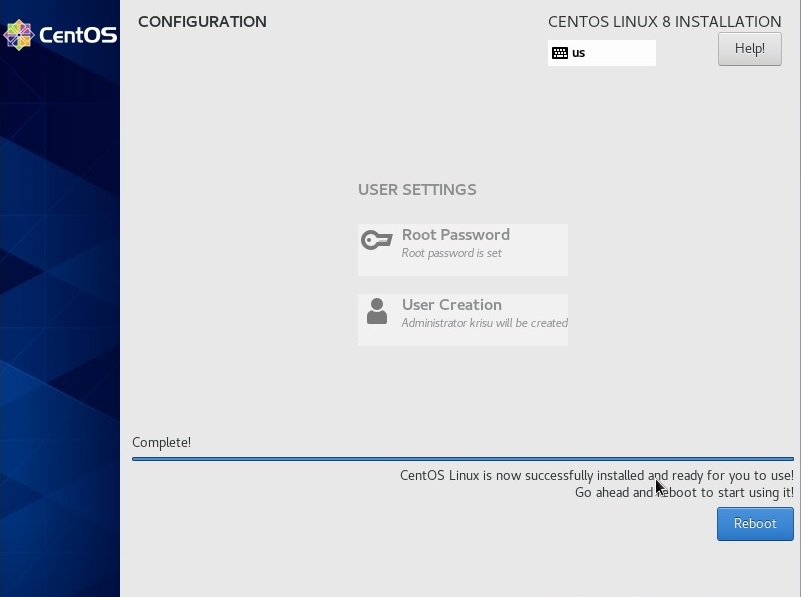 CentOS
CONFIGURATION
CENTOS LINUX 8 INSTALLATION
us
Help!
USER SETTINGS
Root Password
Root password is set
User Creation
Administrator krisu will be created
Complete!
CentOS Linux is now successfully installed and ready for you to use!
Go ahead and reboot to start using it!
Reboot